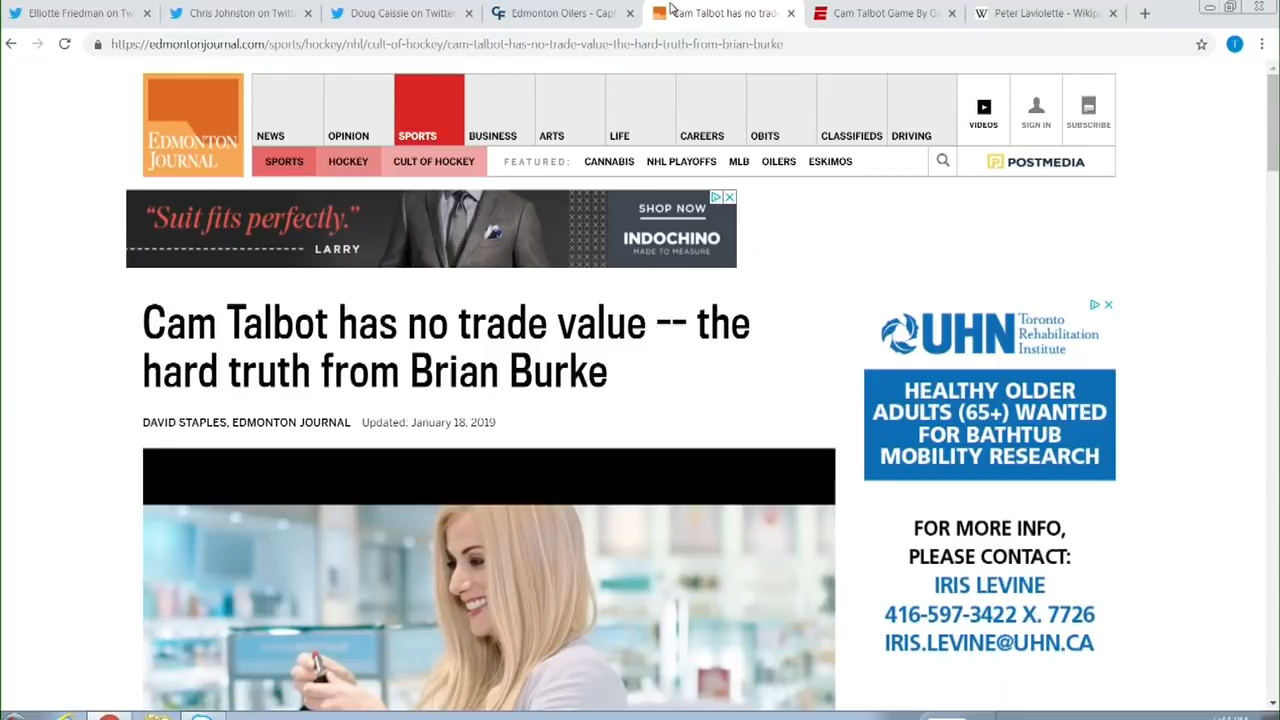 Elliotte Friedman on Tw
Chris Johnston on Twitt
Doug Caissie on Twitter
Edmonton Oilers - Cap
Cam Talbot has no trad
Cam Talbot Game By G
Peter Laviolette - Wikip
T
https://edmontonjournal.com/sports/hockey/nhl/cult-of-hockey/cam-talbot-has-no-trade-value-the-hard-truth-from-brian-burke
EDMONTON
JOURNAL
NEWS
OPINION
SPORTS
BUSINESS
ARTS
LIFE
CAREERS
OBITS
CLASSIFIEDS
DRIVING
VIDEOS
SIGN IN
SUBSCRIBE
SPORTS
HOCKEY
CULT OF HOCKEY
FEATURED:
CANNABIS
NHL PLAYOFFS
MLB
OILERS
ESKIMOS
POSTMEDIA
"Suit fits perfectly."
LARRY
SHOP NOW
INDOCHINO
MADE TO MEASURE
Cam Talbot has no trade value -- the
hard truth from Brian Burke
DAVID STAPLES, EDMONTON JOURNAL Updated: January 18, 2019
UHN
Toronto
Rehabilitation
Institute
HEALTHY OLDER
ADULTS (65+) WANTED
FOR BATHTUB
MOBILITY RESEARCH
FOR MORE INFO,
PLEASE CONTACT:
IRIS LEVINE
416-597-3422 X. 7726
IRIS.LEVINE@UHN.CA